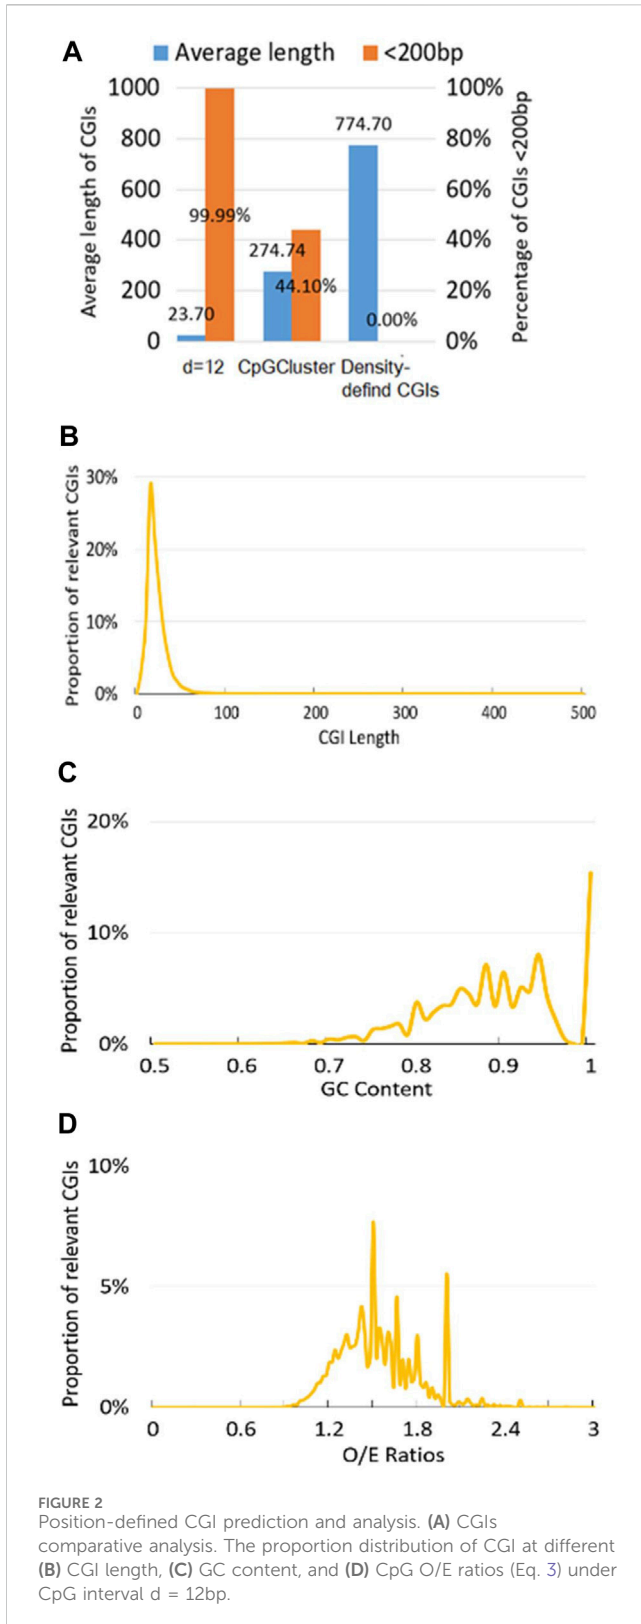 A
Average length <200bp
1000 100%
800 80%
600 60%
400 40%
200 20%
0 0%
Average length of CGIs
Percentage of CGIs <200bp
774.70
99.99%
274.74
44.10%
23.70
0.00%
d=12 CpGCluster Density-
defind CGIs
B
Proportion of relevant CGIs
30%
20%
10%
0%
0 100 200 300 400 500
CGI Length
C
Proportion of relevant CGIs
20%
10%
0%
0.5 0.6 0.7 0.8 0.9 1
GC Content
D
Proportion of relevant CGIs
10%
5%
0%
0 0.6 1.2 1.8 2.4 3
O/E Ratios
FIGURE 2
Position-defined CGI prediction and analysis. (A) CGIs
comparative analysis. The proportion distribution of CGI at different
(B) CGI length, (C) GC content, and (D) CpG O/E ratios (Eq. 3) under
CpG interval d = 12bp.